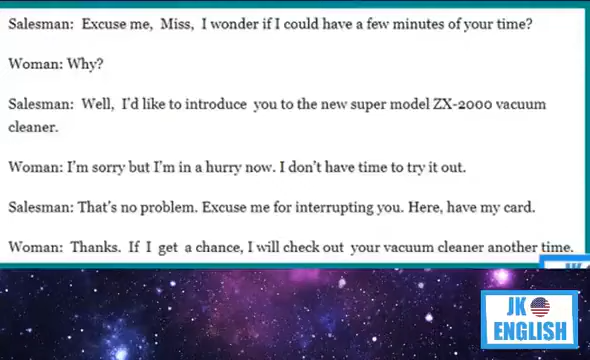 Salesman: Excuse me, Miss, I wonder if I could have a few minutes of your time?
Woman: Why?
Salesman: Well, I'd like to introduce you to the new super model ZX-2000 vacuum
cleaner.
Woman: I'm sorry but I'm in a hurry now. I don't have time to try it out.
Salesman: That's no problem. Excuse me for interrupting you. Here, have my card.
Woman: Thanks. If I get a chance, I will check out your vacuum cleaner another time.
JK
ENGLISH